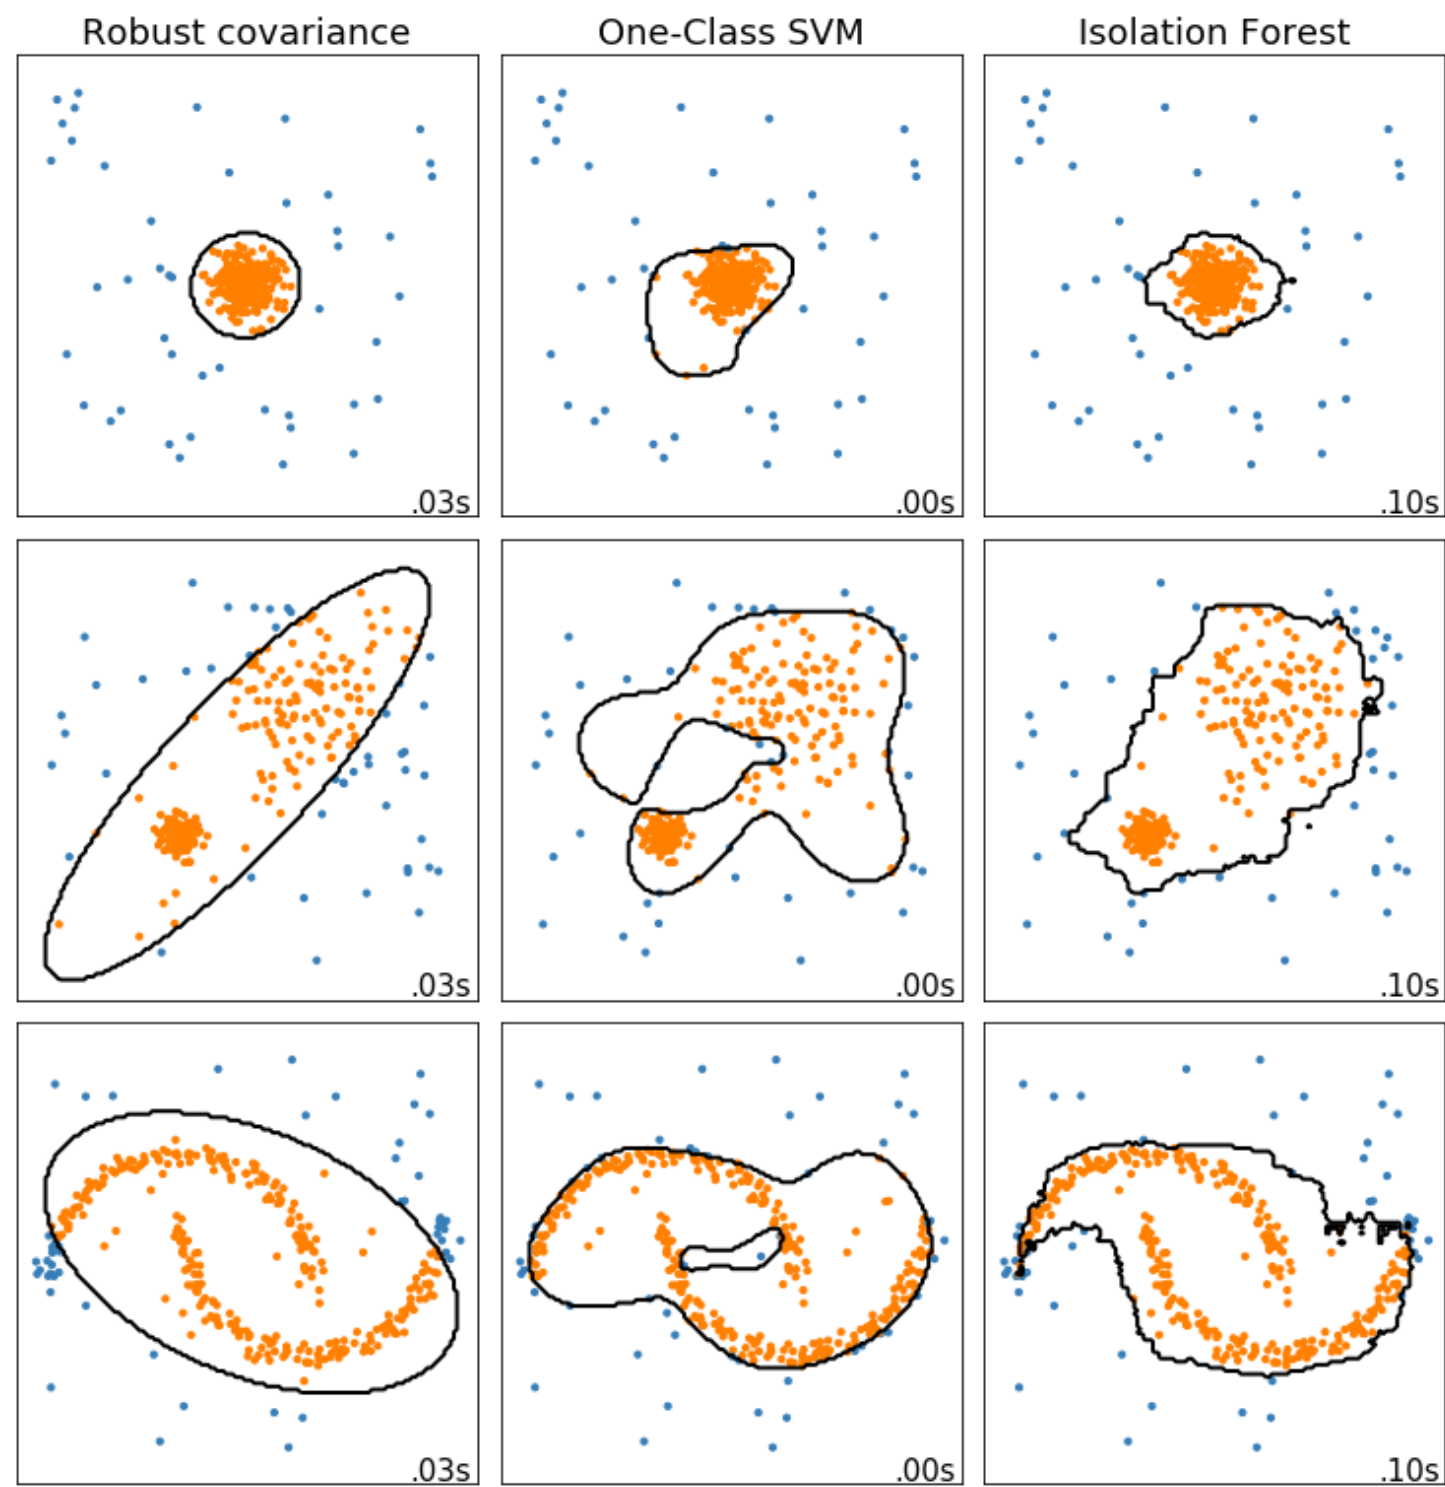 Robust covariance
One-Class SVM
Isolation Forest
.03s
.00s
.10s
.03s
.00s
.10s
.03s
.00s
.10s